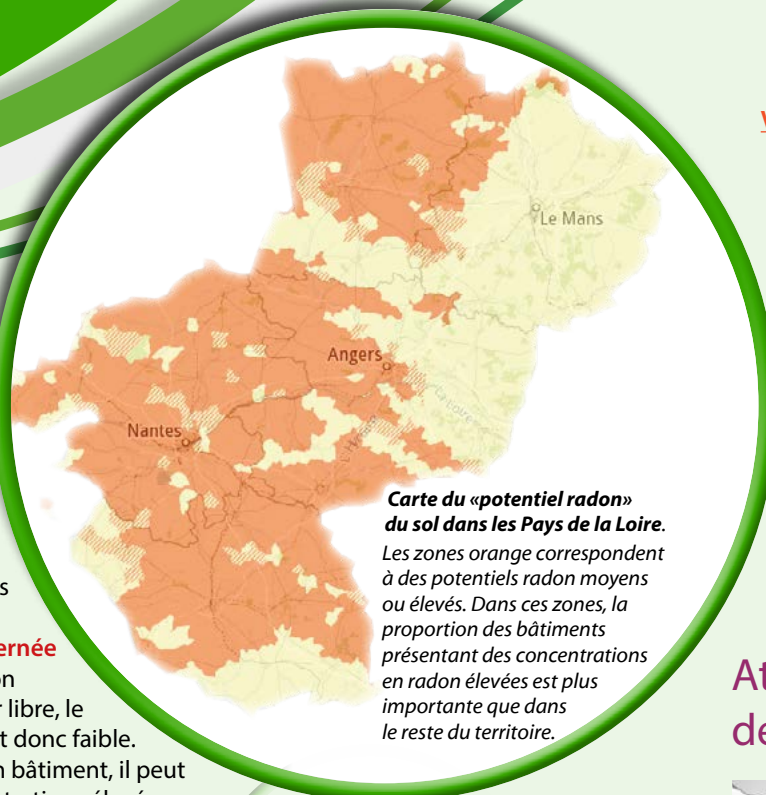 Le Mans
Angers
La Loire
Nantes
Carte du «potentiel radon»
du sol dans les Pays de la Loire.
Les zones orange correspondent
à des potentiels radon moyens
ou élevés. Dans ces zones, la
proportion des bâtiments
présentant des concentrations
en radon élevées est plus
importante que dans
le reste du territoire.
s
ernée
on
r libre, le
t donc faible.
n bâtiment, il peut
At
de